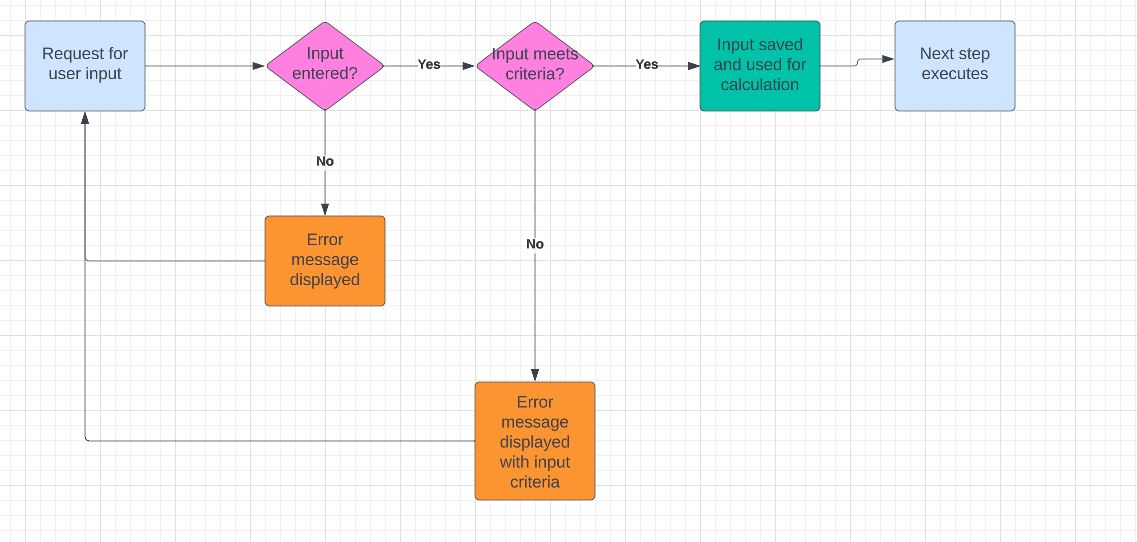 Request for
user input
Input
entered?
Yes
Input meets
criteria?
Yes
Input saved
and used for
calculation
Next step
executes
No
Error
message
displayed
No
Error
message
displayed
with input
criteria